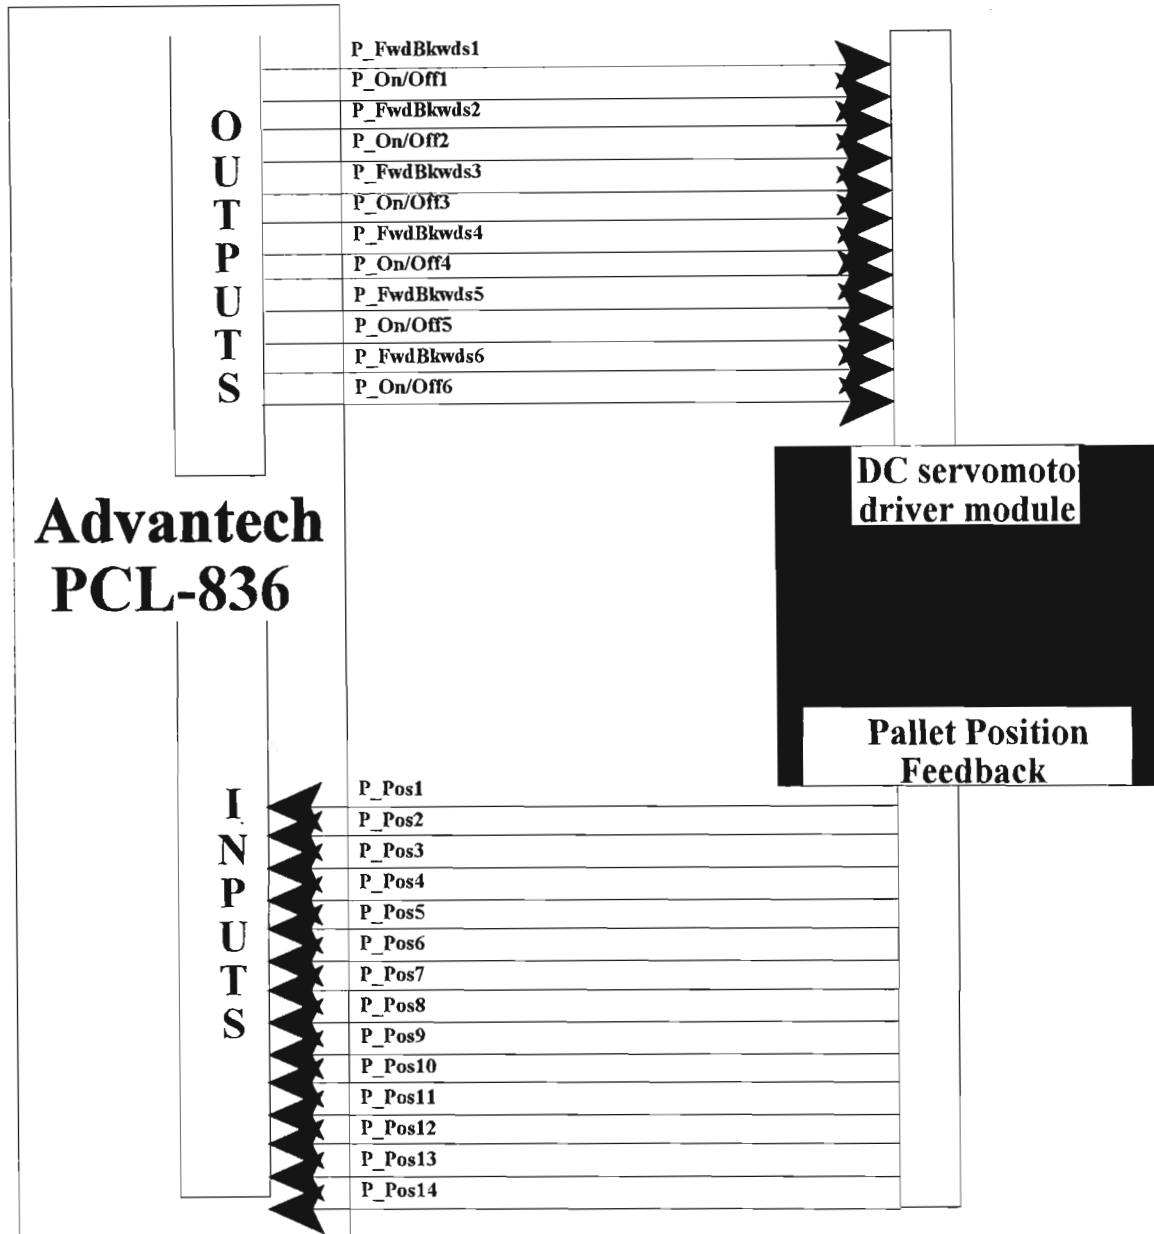 P_FwdBkwds1
P_On/Off1
P_FwdBkwds2
P_On/Off2
P_FwdBkwds3
P_On/Off3
P_FwdBkwds4
P_On/Off4
P_FwdBkwds5
P_On/Off5
P_FwdBkwds6
P_On/Off6
OUTPUTS
DC servomotor
driver module
Advantech
PCL-836
Pallet Position
Feedback
INPUTS
P_Pos1
P_Pos2
P_Pos3
P_Pos4
P_Pos5
P_Pos6
P_Pos7
P_Pos8
P_Pos9
P_Pos10
P_Pos11
P_Pos12
P_Pos13
P_Pos14